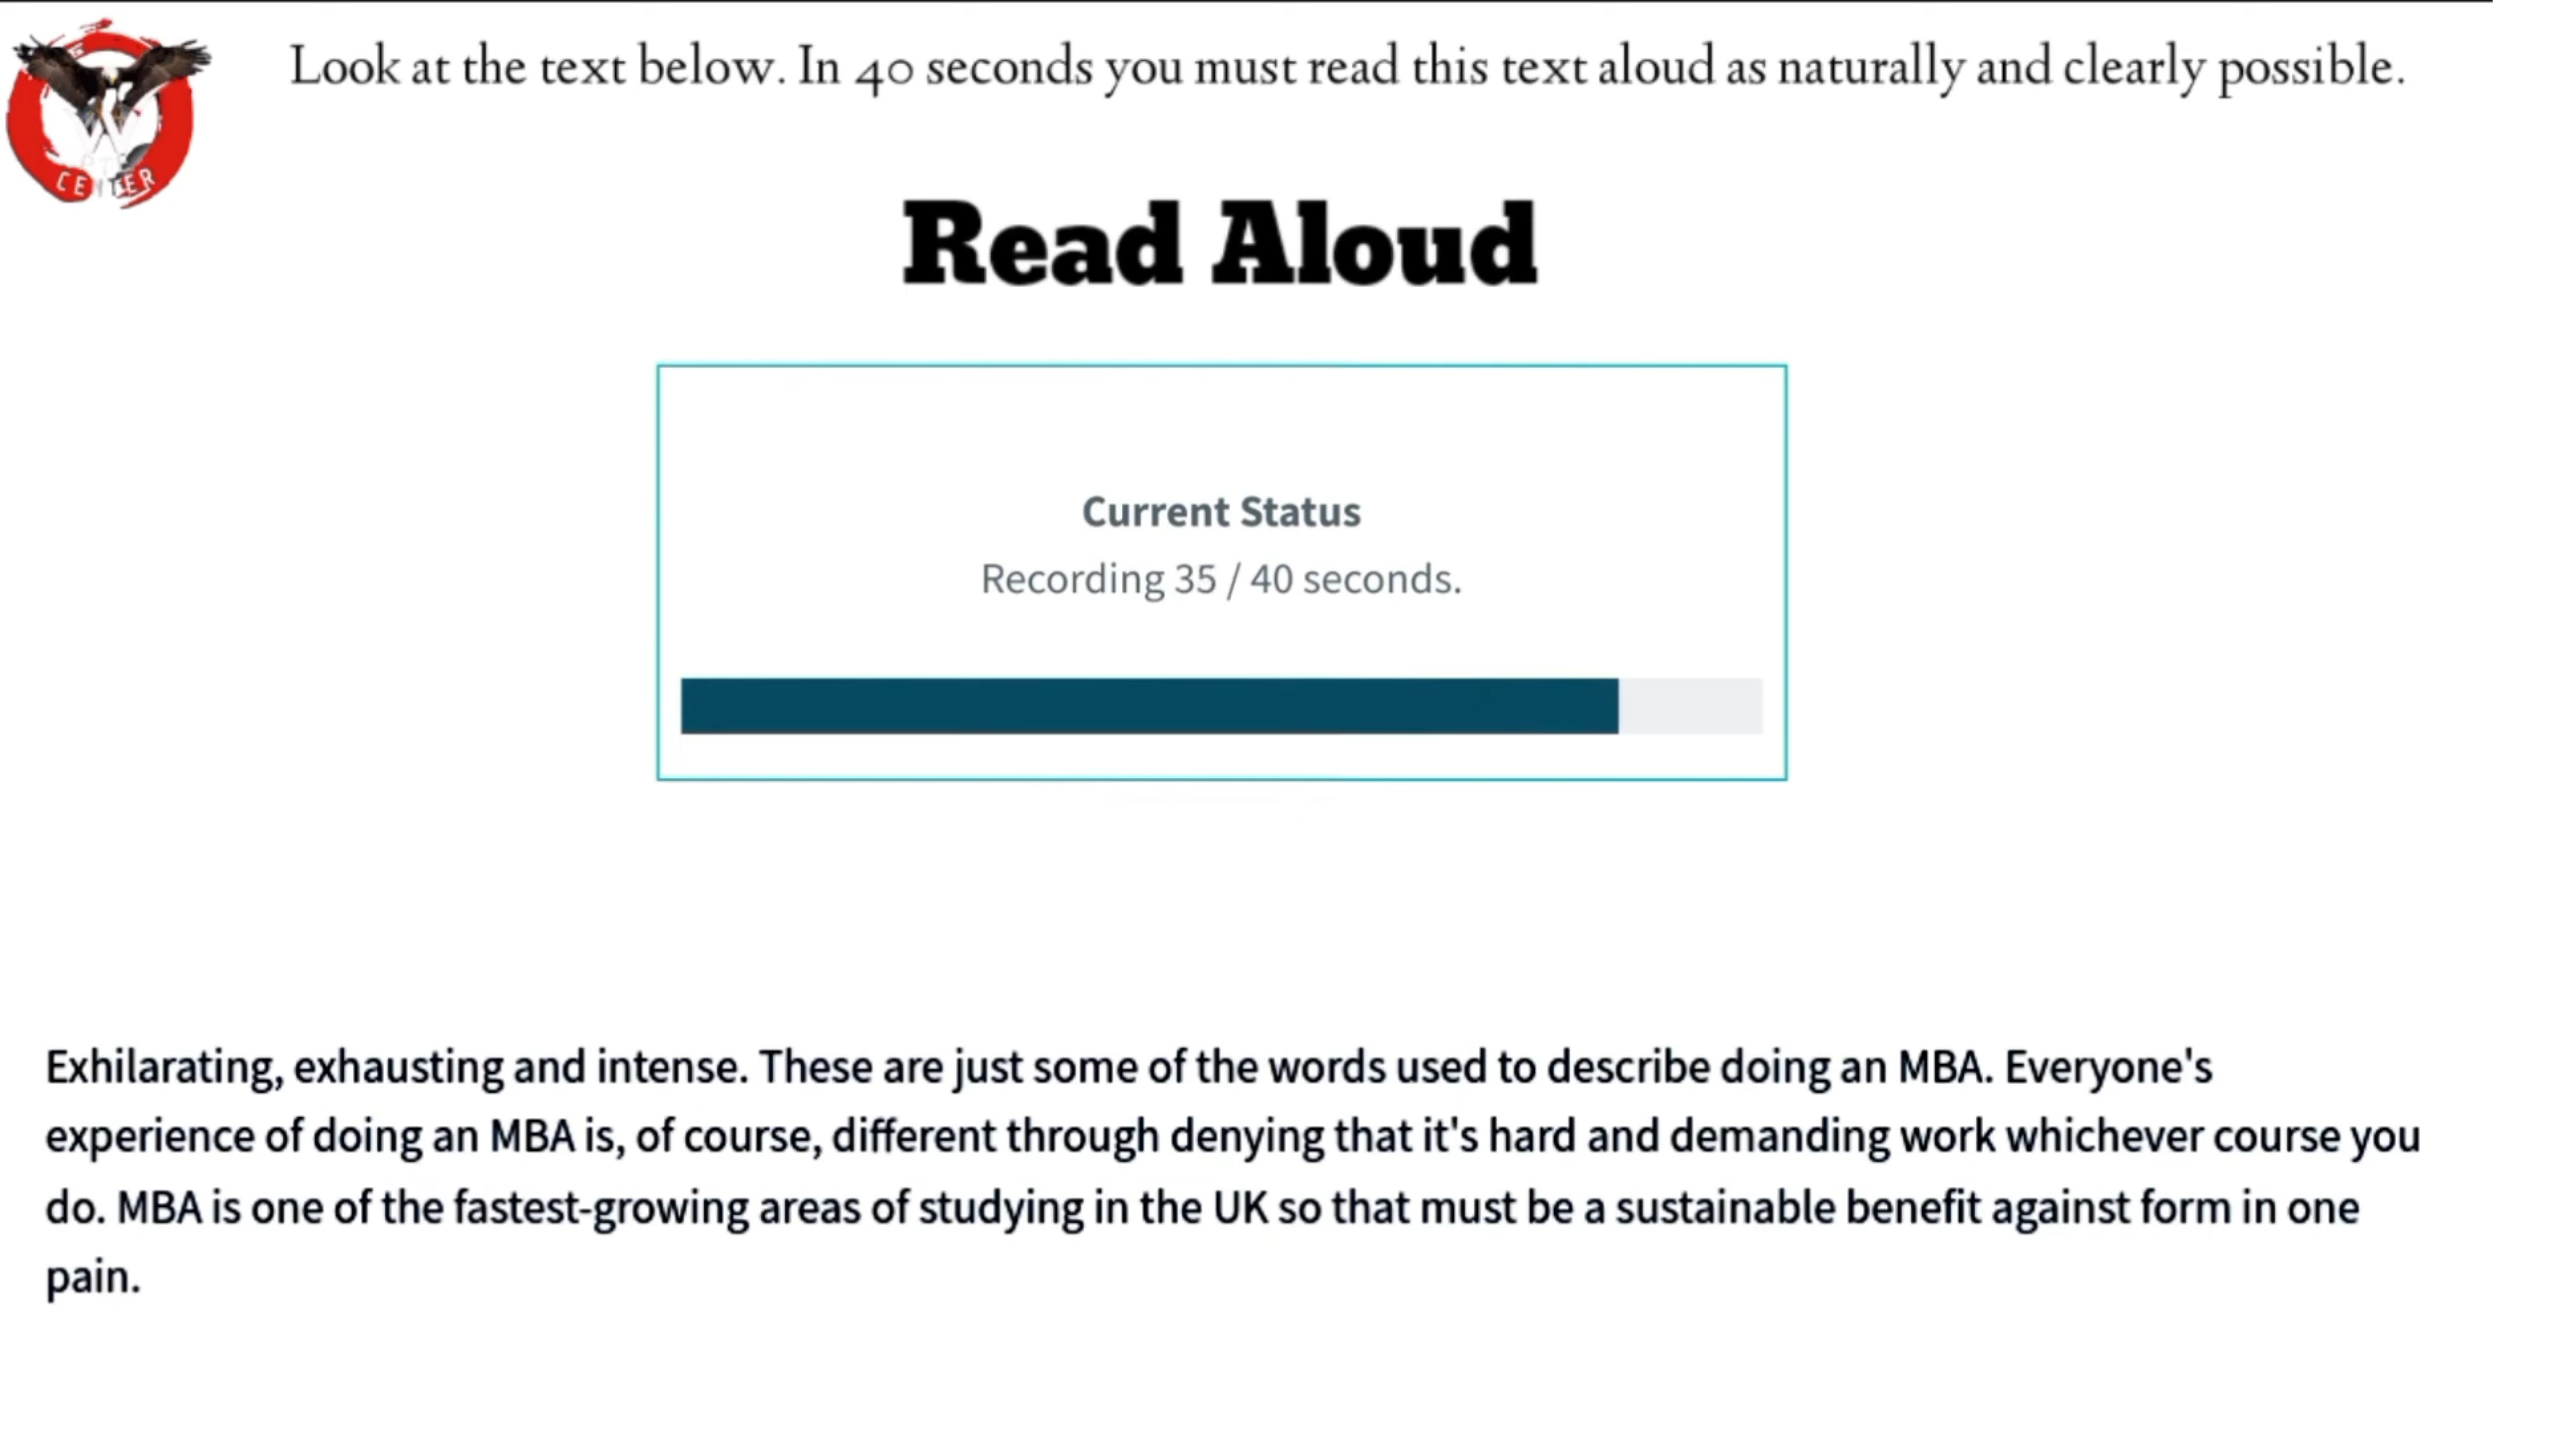 Look at the text below. In 40 seconds you must read this text aloud as naturally and clearly possible.
CENTER
Read Aloud
Current Status
Recording 35 / 40 seconds.
Exhilarating, exhausting and intense. These are just some of the words used to describe doing an MBA. Everyone's
experience of doing an MBA is, of course, different through denying that it's hard and demanding work whichever course you
do. MBA is one of the fastest-growing areas of studying in the UK so that must be a sustainable benefit against form in one
pain.